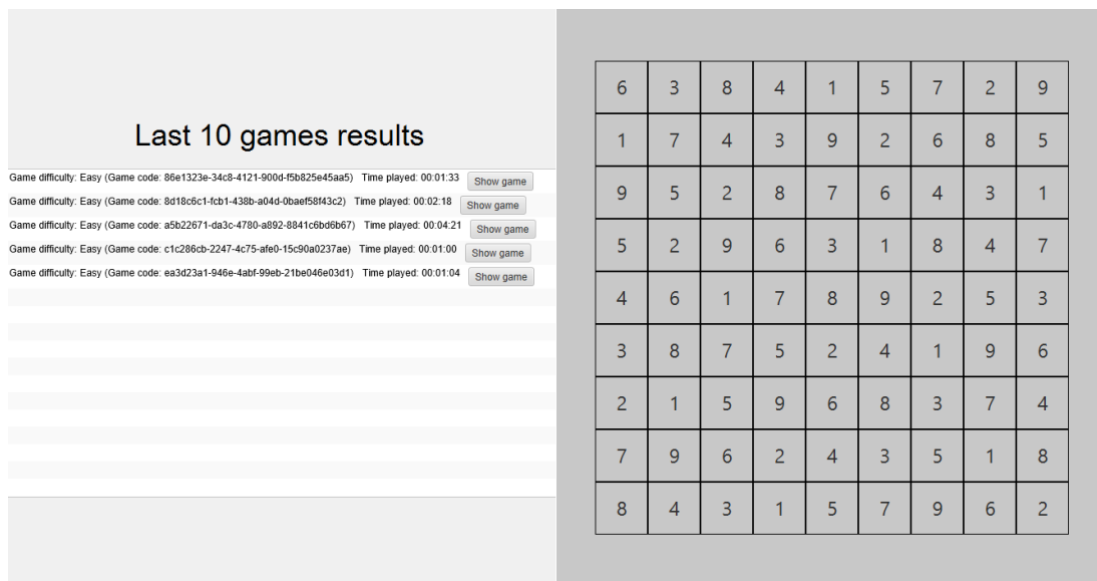 Last 10 games results
Game difficulty: Easy (Game code: 86e1323e-34c8-4121-900d-f5b825e45aa5) Time played: 00:01:33 Show game
Game difficulty: Easy (Game code: 8d18c6c1-fcb1-438b-a04d-0baef58f43c2) Time played: 00:02:18 Show game
Game difficulty: Easy (Game code: a5b22671-da3c-4780-a892-8841c6bd6b67) Time played: 00:04:21 Show game
Game difficulty: Easy (Game code: c1c286cb-2247-4c75-afe0-15c90a0237ae) Time played: 00:01:00 Show game
Game difficulty: Easy (Game code: ea3d23a1-946e-4abf-99eb-21be046e03d1) Time played: 00:01:04 Show game
6 3 8 4 1 5 7 2 9
1 7 4 3 9 2 6 8 5
9 5 2 8 7 6 4 3 1
5 2 9 6 3 1 8 4 7
4 6 1 7 8 9 2 5 3
3 8 7 5 2 4 1 9 6
2 1 5 9 6 8 3 7 4
7 9 6 2 4 3 5 1 8
8 4 3 1 5 7 9 6 2